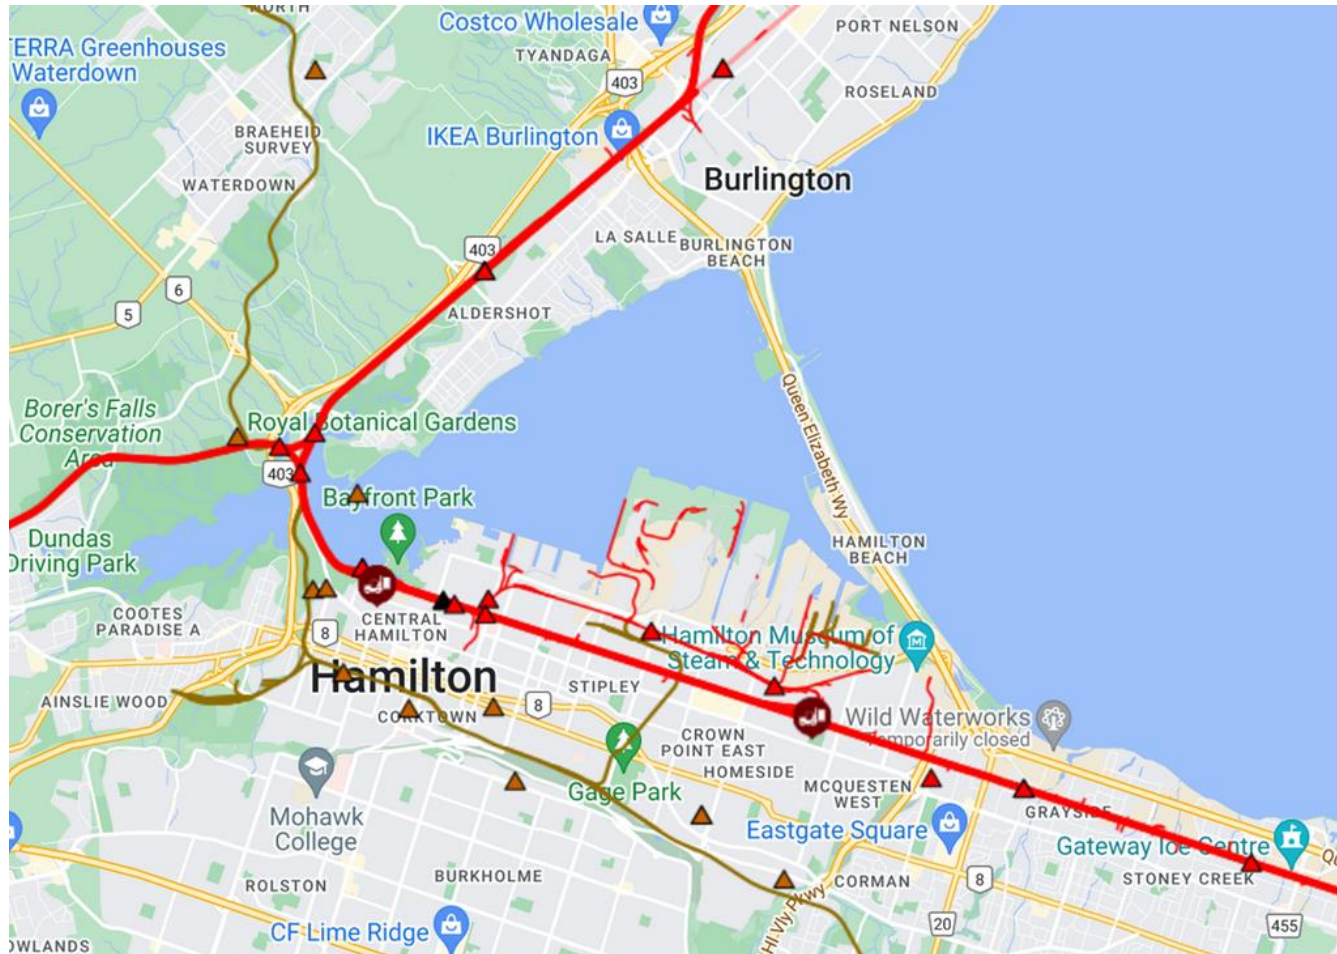 NORTH
Costco Wholesale
PORT NELSON
TERRA Greenhouses
Waterdown
TYANDAGA
403
ROSELAND
BRAEHEID
SURVEY
IKEA Burlington
WATERDOWN
Burlington
LA SALLE
BURLINGTON
BEACH
403
6
5
ALDERSHOT
Queen Elizabeth Wy
Borer's Falls
Conservation
Area
Royal Botanical Gardens
403
Bayfront Park
Dundas
Driving Park
HAMILTON
BEACH
COOTES
PARADISE A
CENTRAL
HAMILTON
8
Hamilton Museum of
Steam & Technology
Hamilton
AINSLIE WOOD
STIPLEY
8
CORKTOWN
Wild Waterworks
Temporarily closed
CROWN
POINT EAST
HOMESIDE
Gage Park
MCQUESTEN
WEST
GRAYSIDE
Mohawk
College
Eastgate Square
Gateway Ice Centre
BURKHOLME
ROLSTON
CORMAN
8
STONEY CREEK
CF Lime Ridge
20
455
OWLANDS